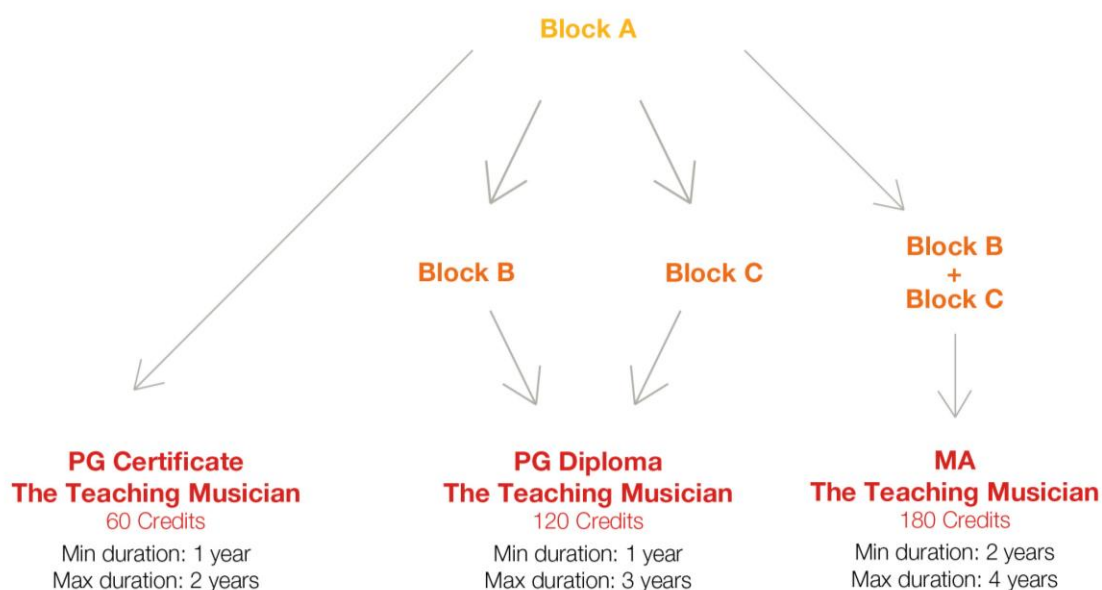 Block A
Block B
Block C
Block B
+
Block C
PG Certificate
The Teaching Musician
60 Credits
Min duration: 1 year
Max duration: 2 years
PG Diploma
The Teaching Musician
120 Credits
Min duration: 1 year
Max duration: 3 years
MA
The Teaching Musician
180 Credits
Min duration: 2 years
Max duration: 4 years